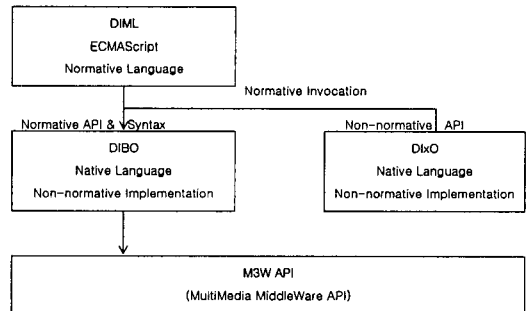 DIML
ECMAScript
Normative Language
Normative Invocation
Normative API & Syntax
Non-normative API
DIBO
Native Language
Non-normative Implementation
DIxO
Native Language
Non-normative Implementation
M3W API
(MultiMedia MiddleWare API)